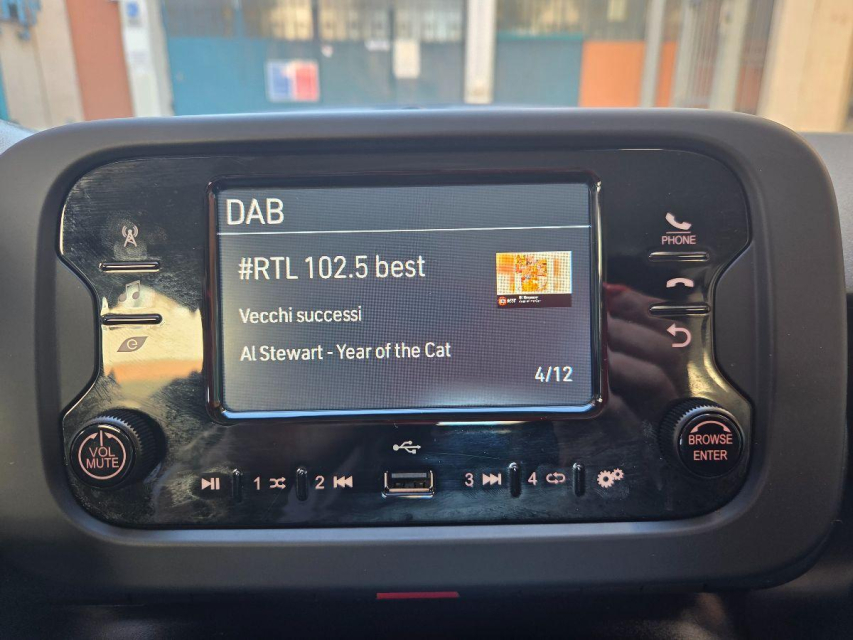 DAB
#RTL 102.5 best
Vecchi successi
Al Stewart - Year of the Cat
4/12
PHONE
VOL
MUTE
BROWSE
ENTER
1
2
3
4